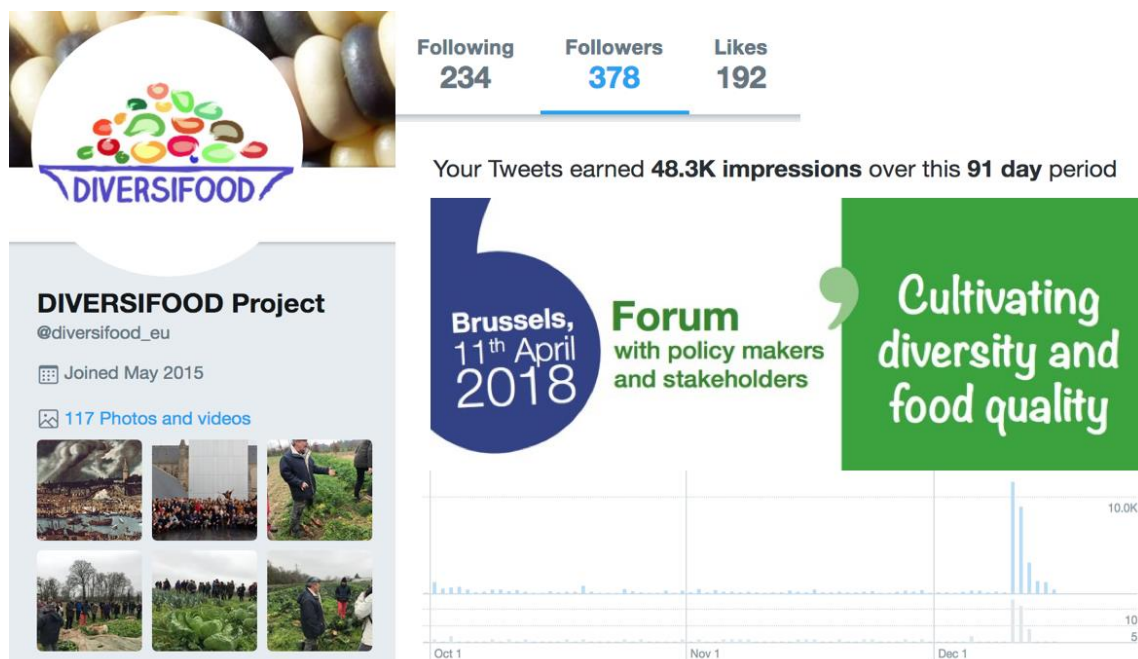 DIVERSIFOOD
DIVERSIFOOD Project
@diversifood_eu
Joined May 2015
117 Photos and videos
Following
234
Followers
378
Likes
192
Your Tweets earned 48.3K impressions over this 91 day period
Brussels,
11th April
2018
Forum
with policy makers
and stakeholders
Cultivating
diversity and
food quality
10.0K
10
5
Oct 1
Nov 1
Dec 1